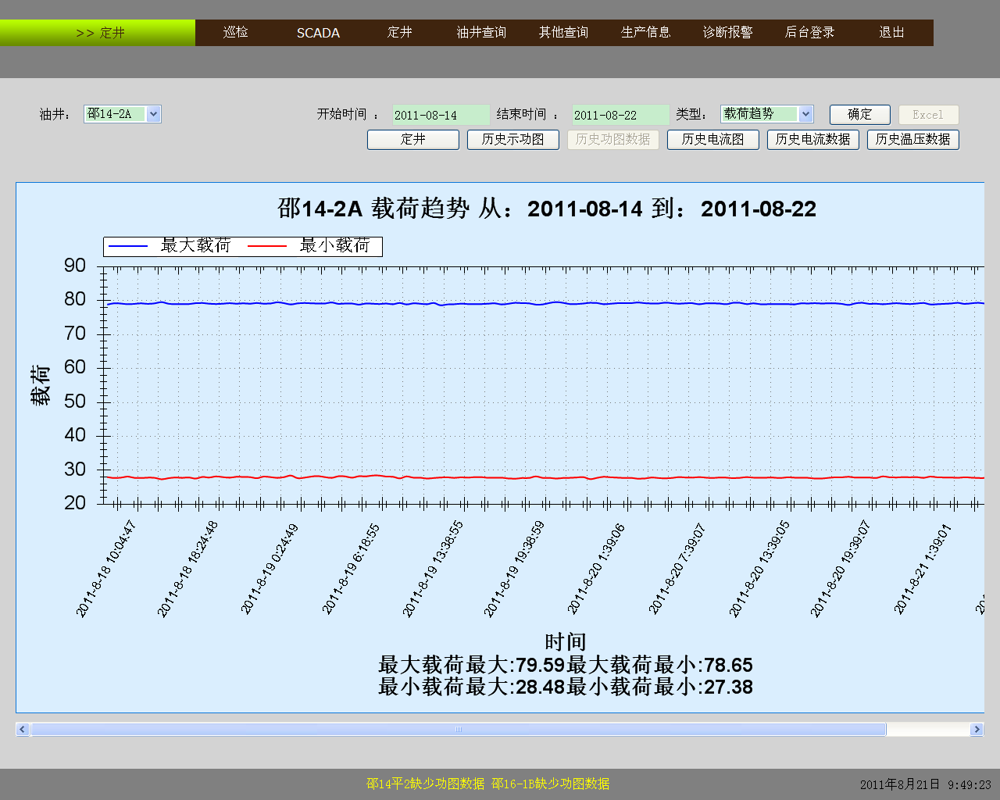 >> 定井 巡检 SCADA 定井 油井查询 其他查询 生产信息 诊断报警 后台登录 退出
油井： 邵14-2A 开始时间 ： 2011-08-14 结束时间 ： 2011-08-22 类型： 载荷趋势 确定 Excel
定井 历史示功图 历史功图数据 历史电流图 历史电流数据 历史温压数据
邵14-2A 载荷趋势 从：2011-08-14 到：2011-08-22
最大载荷 最小载荷
90
80
70
60
50
40
30
20
载荷
2011-8-18 10:04:47
2011-8-18 18:24:48
2011-8-19 0:24:49
2011-8-19 6:18:55
2011-8-19 13:38:55
2011-8-19 19:38:59
2011-8-20 1:39:06
2011-8-20 7:39:07
2011-8-20 13:39:05
2011-8-20 19:39:07
2011-8-21 1:39:01
时间
最大载荷最大:79.59最大载荷最小:78.65
最小载荷最大:28.48最小载荷最小:27.38
邵14平2缺少功图数据 邵16-1B缺少功图数据 2011年8月21日 9:49:23